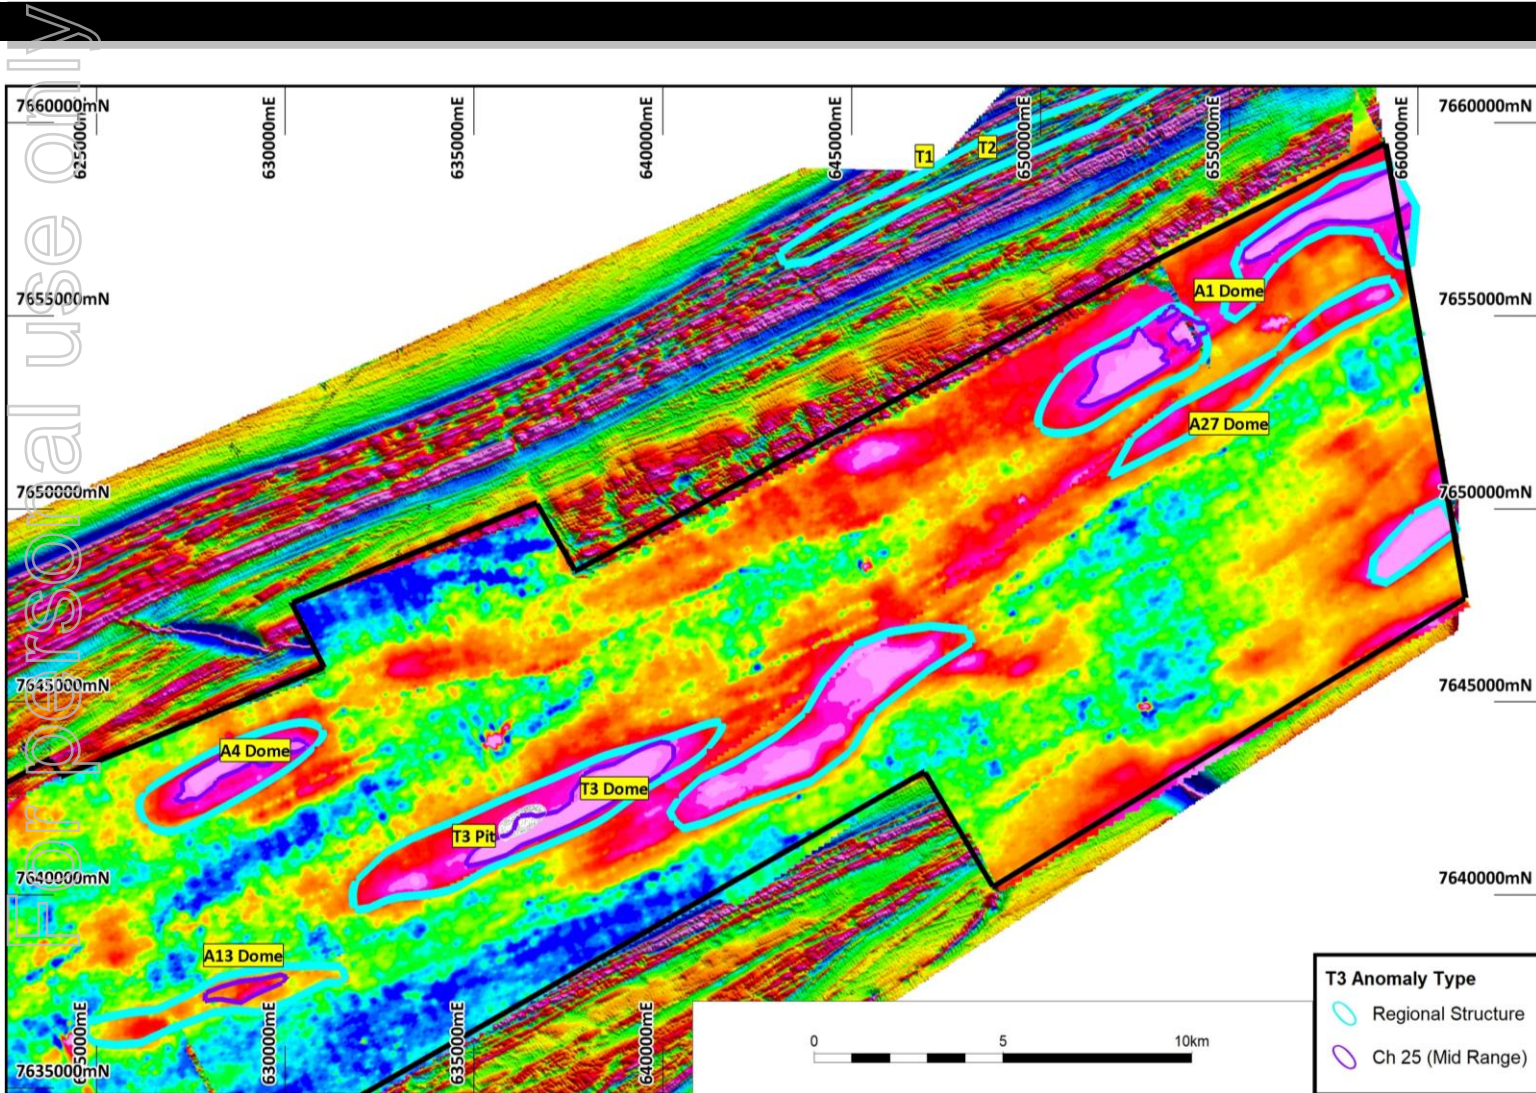 For personal use only
7660000mN
625000mE
630000mE
635000mE
640000mE
645000mE
650000mE
655000mE
660000mE
7660000mN
T1
T2
7655000mN
A1 Dome
7655000mN
A27 Dome
7650000mN
7650000mN
7645000mN
7645000mN
A4 Dome
T3 Dome
T3 Pit
7640000mN
7640000mN
A13 Dome
625000mE
630000mE
635000mE
640000mE
7635000mN
0 5 10km
T3 Anomaly Type
Regional Structure
Ch 25 (Mid Range)